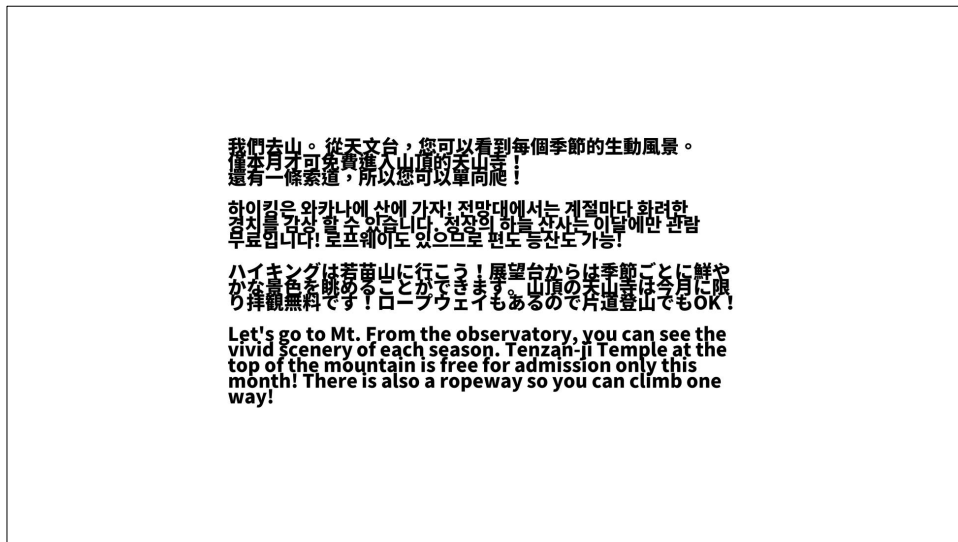 我們去山。從天文台，您可以看到每個季節的生動風景。
僅本月才可免費進入山頂的天山寺！
還有一條索道，所以您可以單向爬！
하이킹은 와카나에 산에 가자! 전망대에서는 계절마다 화려한
경치를 감상 할 수 있습니다. 정상의 하늘 산사는 이달에만 관람
무료입니다! 로프웨이도 있으므로 편도 등산도 가능!
ハイキングは若苗山に行こう！展望台からは季節ごとに鮮や
かな景色を眺めることができます。山頂の天山寺は今月に限
り拝観無料です！ロープウェイもあるので片道登山でもOK！
Let's go to Mt. From the observatory, you can see the
vivid scenery of each season. Tenzan-ji Temple at the
top of the mountain is free for admission only this
month! There is also a ropeway so you can climb one
way!